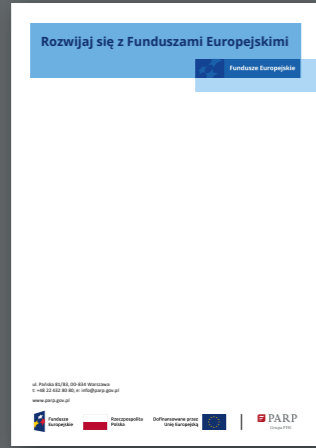 Rozwijaj się z Funduszami Europejskimi
Fundusze Europejskie
ul. Pańska 81/83, 00-834 Warszawa
t: +48 22 432 80 80, e: info@parp.gov.pl
www.parp.gov.pl
Fundusze
Europejskie
Rzeczpospolita
Polska
Dofinansowane przez
Unię Europejską
PARP
Grupa PFR